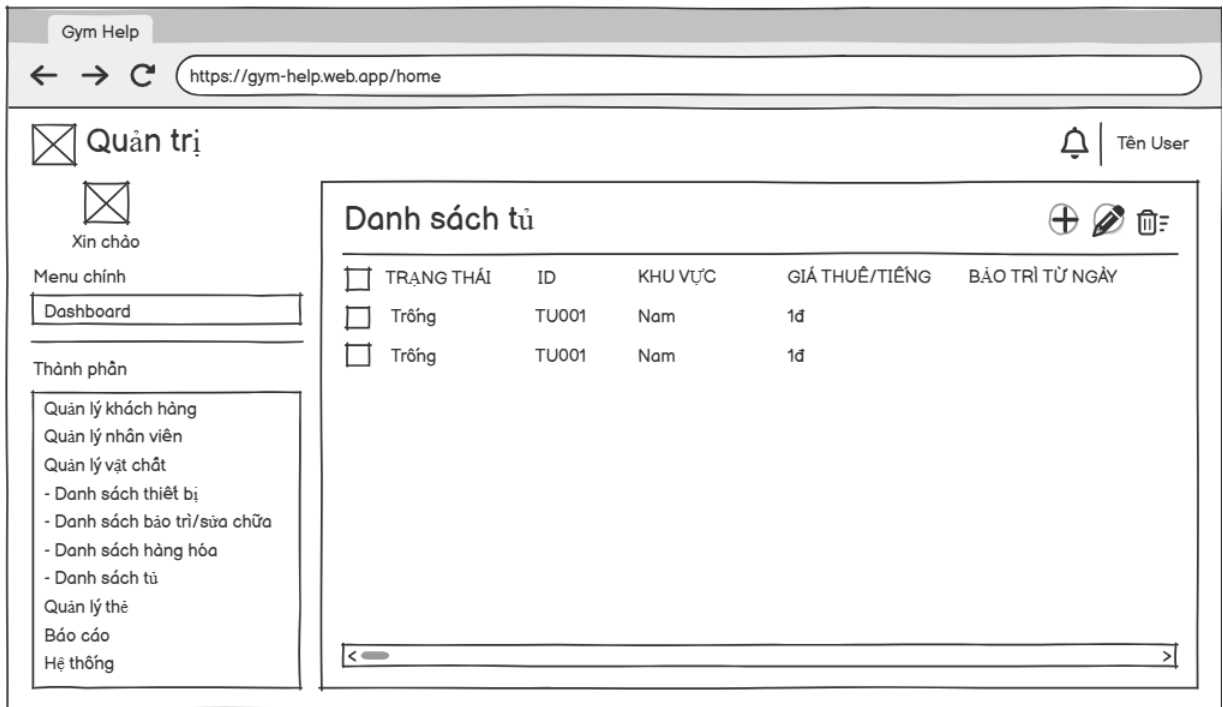 Gym Help
https://gym-help.web.app/home
Quản trị
Tên User
Xin chào
Menu chính
Dashboard
Thành phần
Quản lý khách hàng
Quản lý nhân viên
Quản lý vật chất
- Danh sách thiết bị
- Danh sách bảo trì/sửa chữa
- Danh sách hàng hóa
- Danh sách tủ
Quản lý thẻ
Báo cáo
Hệ thống
Danh sách tủ
TRẠNG THÁI ID KHU VỰC GIÁ THUÊ/TIẾNG BẢO TRÌ TỪ NGÀY
Trống TU001 Nam 1đ
Trống TU001 Nam 1đ